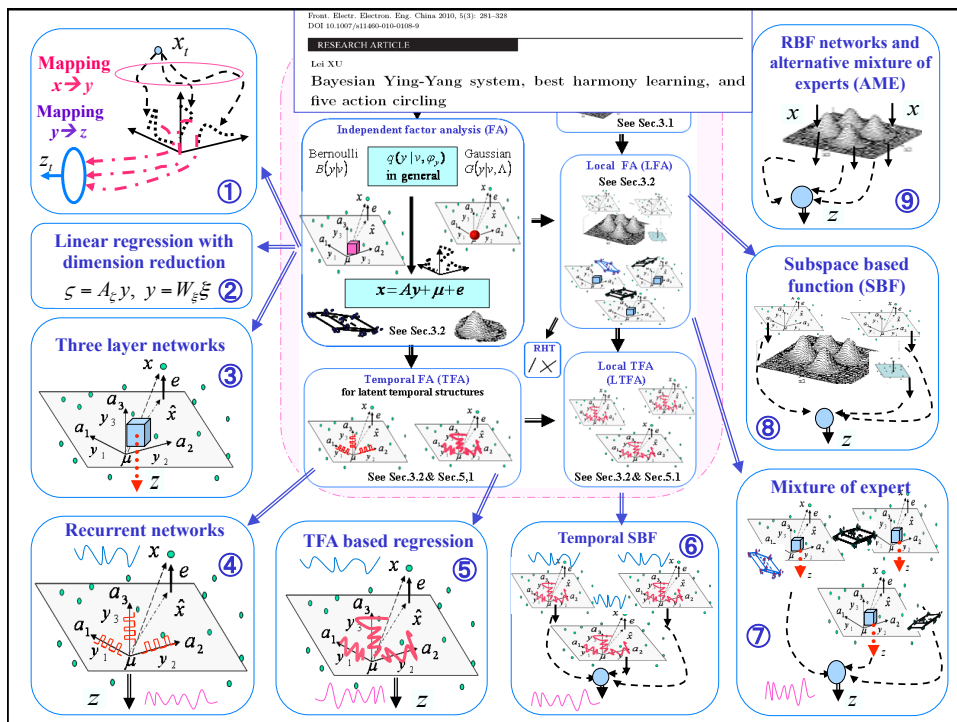 Front. Electr. Electron. Eng. China 2010, 5(3): 281–328
DOI 10.1007/s11460-010-0108-9
RESEARCH ARTICLE
Lei XU
Bayesian Ying-Yang system, best harmony learning, and
five action circling
x_t
Mapping
x→y
Mapping
y→z
z_t
①
Linear regression with
dimension reduction
ς = A_ξ y, y = W_ξ ξ
②
Three layer networks
③
x
e
a_3
y_3
x̂
a_1
a_2
y_1
μ
y_2
z
Recurrent networks
④
x
e
a_3
y_3
x̂
a_1
a_2
y_1
μ
y_2
z
TFA based regression
⑤
x
e
a_3
y_3
x̂
a_1
a_2
y_1
μ
y_2
z
Independent factor analysis (FA)
Bernoulli
B(y|v)
q(y|v,φ_y)
in general
Gaussian
G(y|v,Λ)
x
e
x̂
a_1
a_2
μ
x=Ay+μ+e
See Sec.3.2
Temporal FA (TFA)
for latent temporal structures
See Sec.3.2& Sec.5,1
See Sec.3.1
Local FA (LFA)
See Sec.3.2
RHT
Local TFA
(LTFA)
See Sec.3.2& Sec.5.1
Temporal SBF
⑥
z
RBF networks and
alternative mixture of
experts (AME)
x
x
z
⑨
Subspace based
function (SBF)
⑧
z
Mixture of expert
z
z
x
e
x̂
a_1
a_2
μ
z
⑦
z